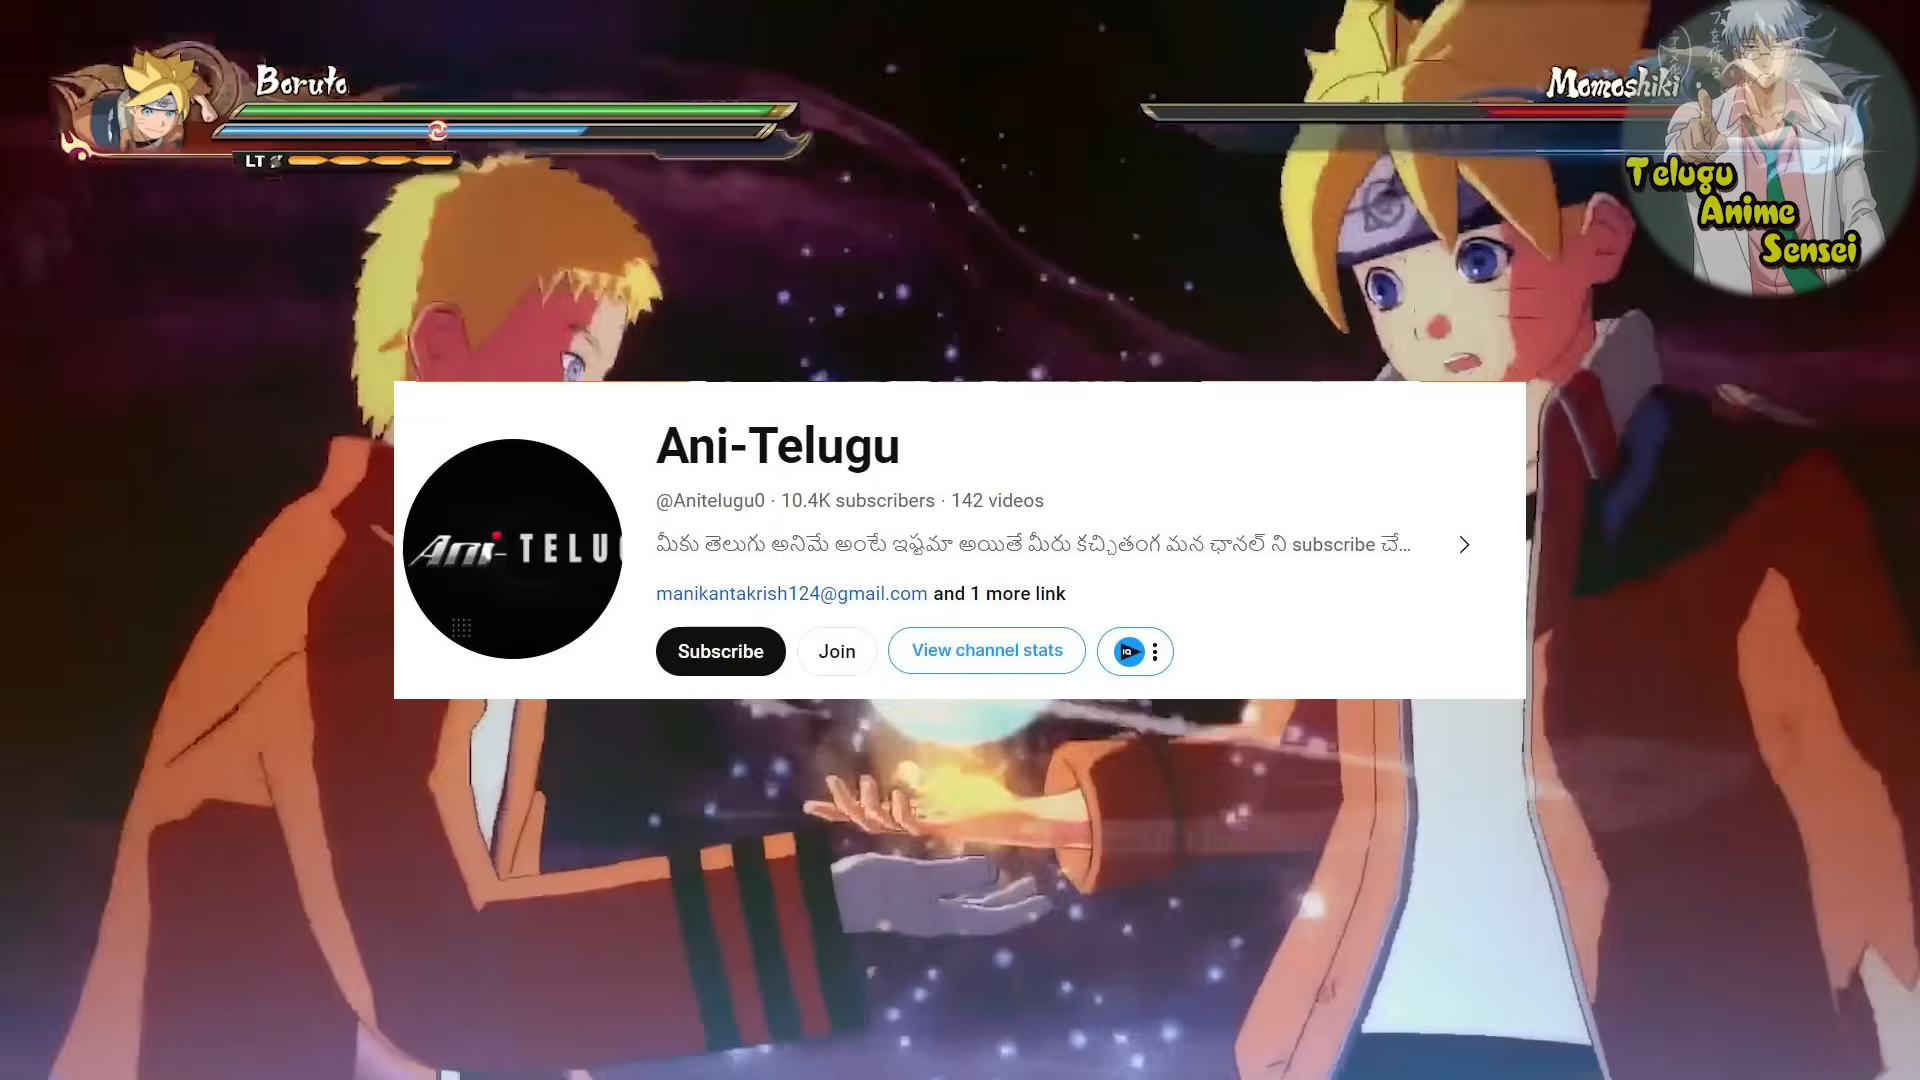 Boruto
Momoshiki
LT
Telugu
Anime
Sensei
Ani-Telugu
@Anitelugu0 · 10.4K subscribers · 142 videos
Ani- TELU
మీకు తెలుగు అనిమే అంటే ఇష్టమా అయితే మీరు కచ్చితంగ మన ఛానల్ ని subscribe చే...
manikantakrish124@gmail.com and 1 more link
Subscribe
Join
View channel stats
IQ